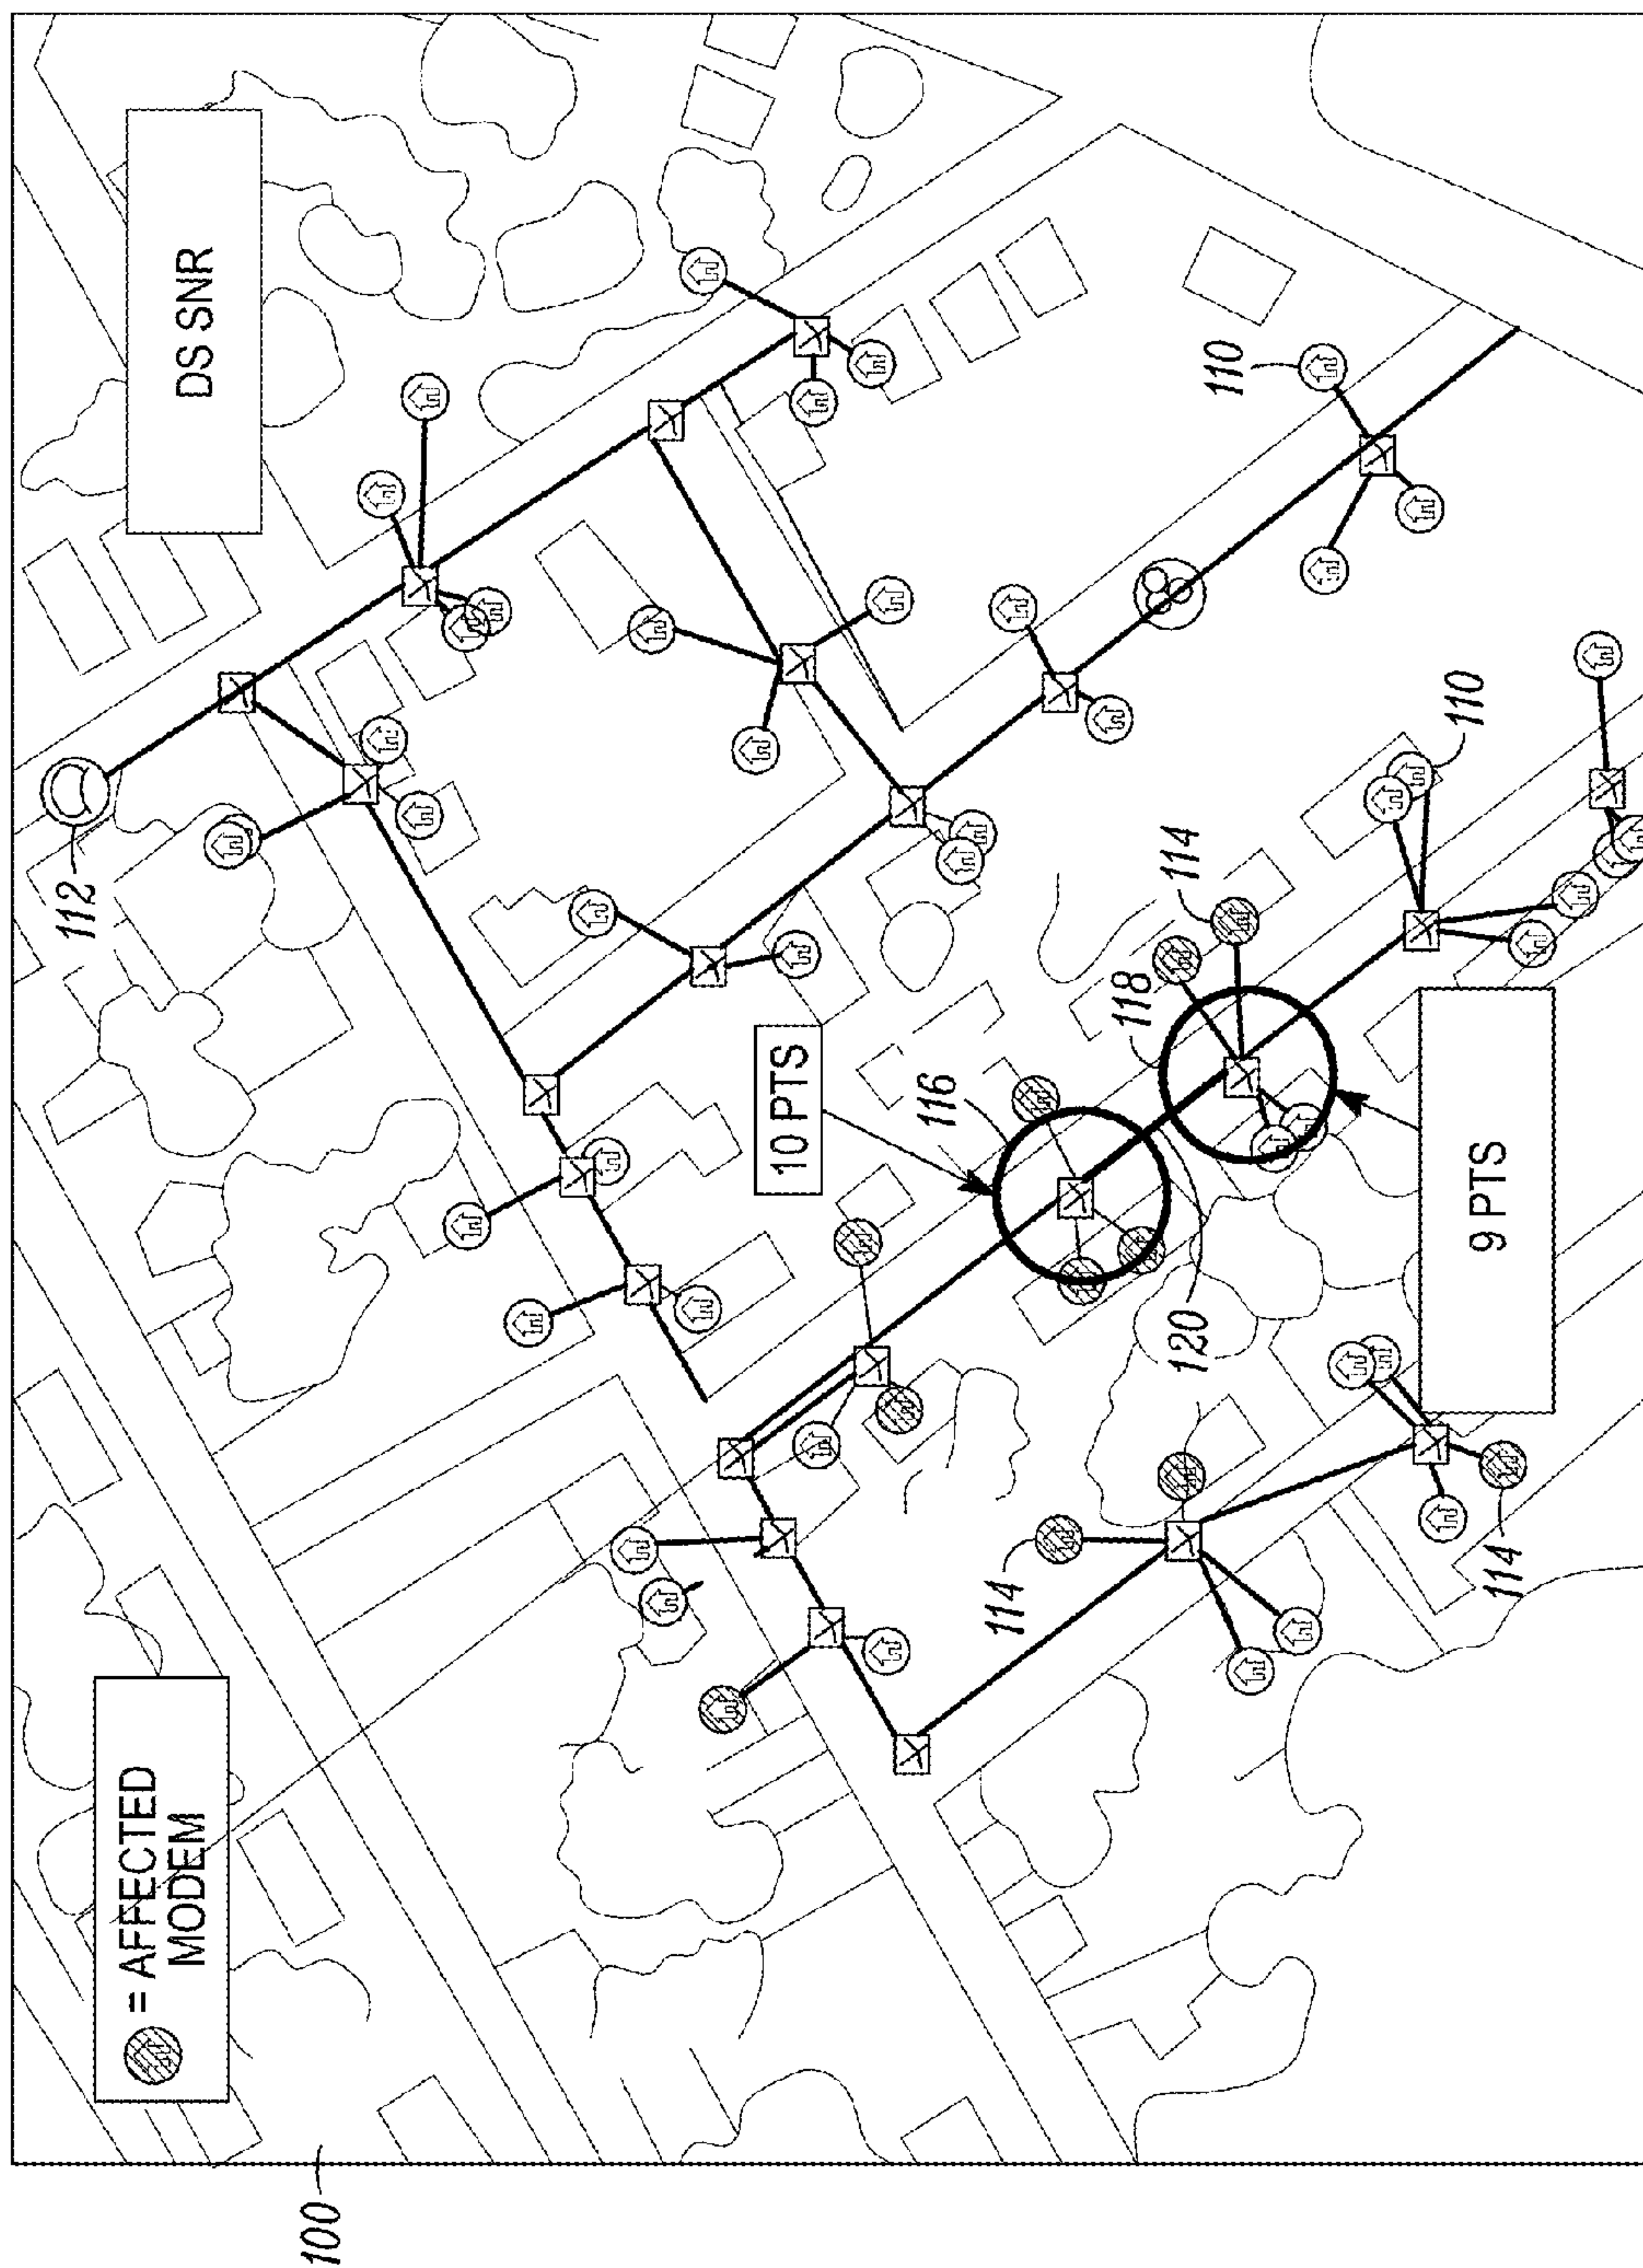 100
= AFFECTED
MODEM
DS SNR
112
110
110
10 PTS
116
118
114
120
9 PTS
114
114